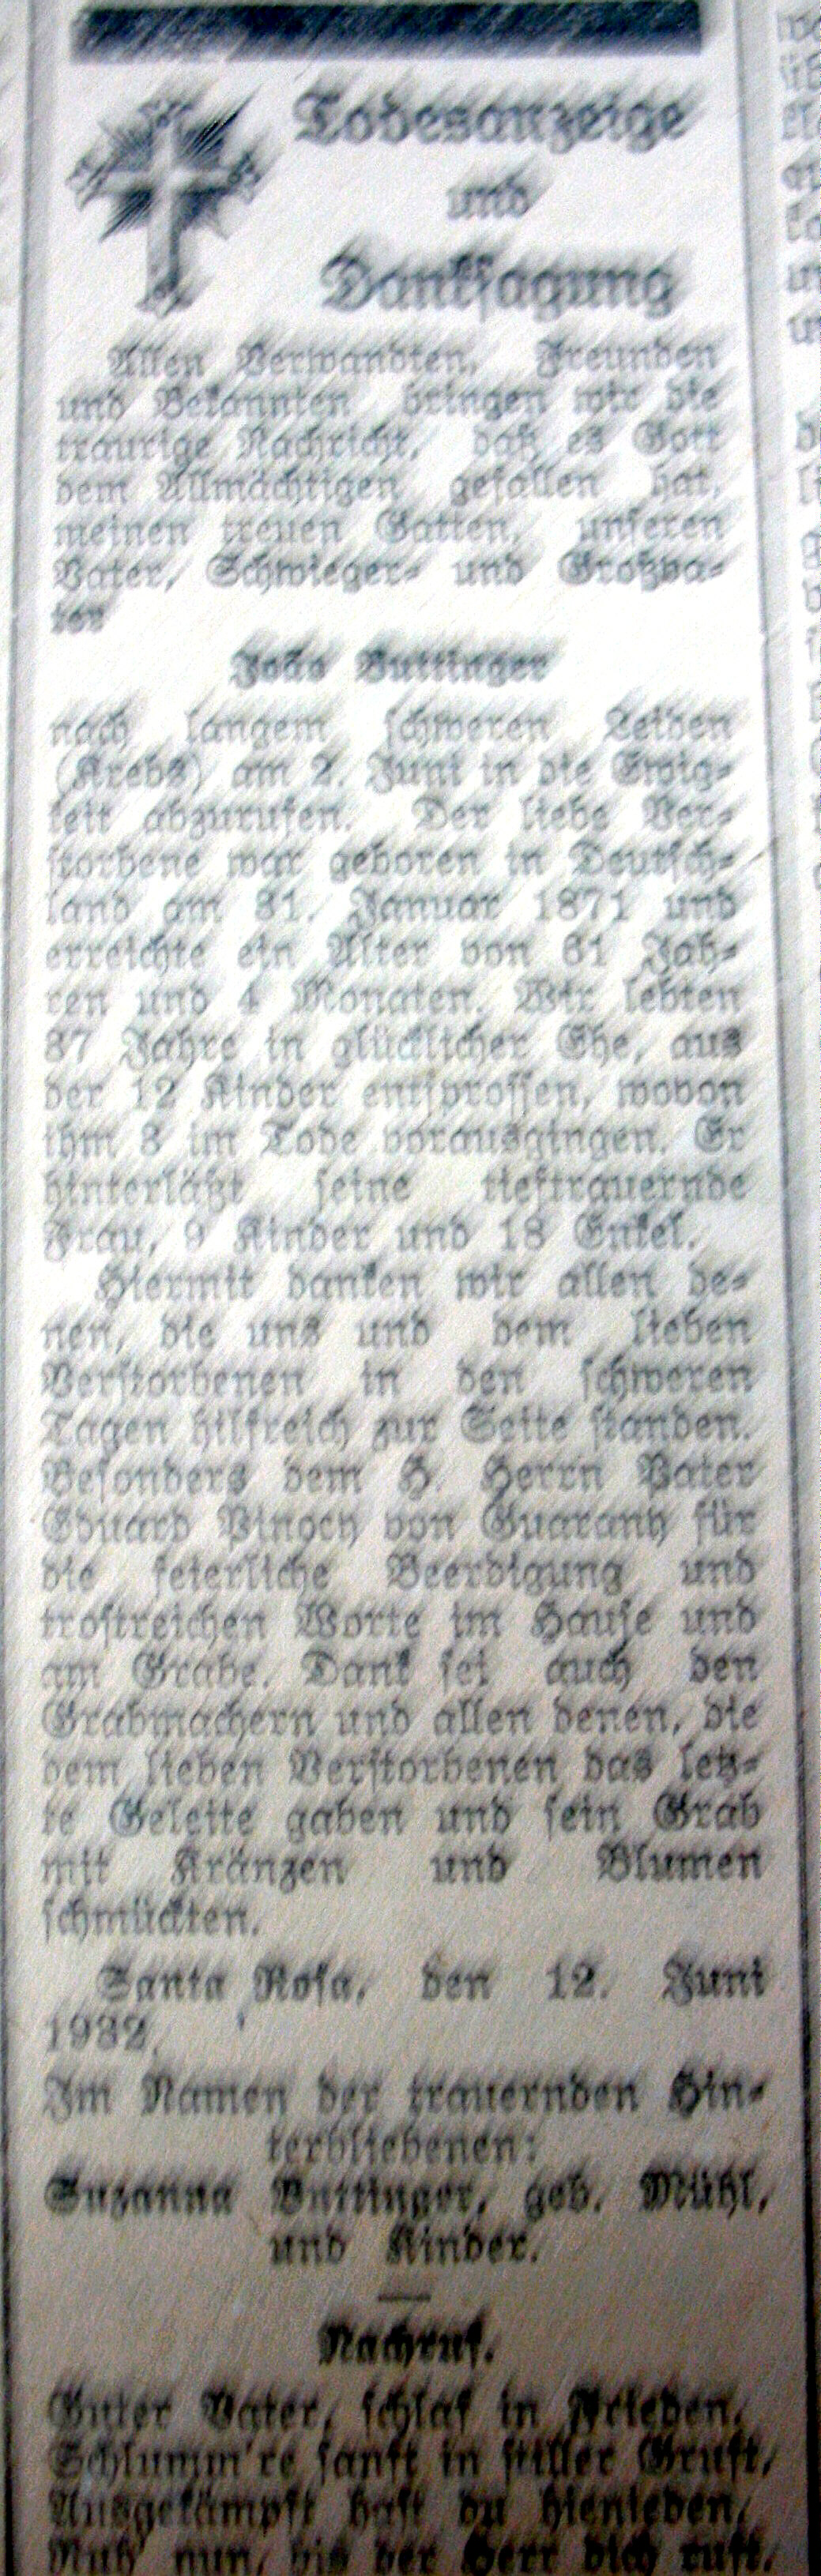 Todesanzeige
und
Danksagung
Allen Verwandten, Freunden
und Bekannten bringen wir die
traurige Nachricht, daß es Gott
dem Allmächtigen gefallen hat,
meinen treuen Gatten, unseren
Vater, Schwieger- und Großva-
ter
João Buttinger
nach langem schweren Leiden
(Krebs) am 2. Juni in die Ewig-
keit abzurufen. Der liebe Ver-
storbene war geboren in Deutsch-
land am 31. Januar 1871 und
erreichte ein Alter von 61 Jah-
ren und 4 Monaten. Wir lebten
37 Jahre in glücklicher Ehe, aus
der 12 Kinder entsprossen, wovon
ihm 3 im Tode vorausgingen. Er
hinterläßt seine tieftrauernde
Frau, 9 Kinder und 18 Enkel.
Hiermit danken wir allen de-
nen, die uns und dem lieben
Verstorbenen in den schweren
Tagen hilfreich zur Seite standen.
Besonders dem H. Herrn Pater
Eduard von Guarany für
die feierliche Beerdigung und
trostreichen Worte im Hause und
am Grabe. Dank sei auch den
Grabmachern und allen denen, die
dem lieben Verstorbenen das letz-
te Geleite gaben und sein Grab
mit Kränzen und Blumen
schmückten.
Santa Rosa, den 12. Juni
1932.
Im Namen der trauernden Hin-
terbliebenen:
Suzanna Buttinger, geb. Mühl,
und Kinder.
Nachruf.
Guter Vater, schlaf in Frieden,
Schlumm're sanft in stiller Gruft,
Ausgekämpft hast du hienieden,
Ruh' nun, bis der Herr dich ruft,